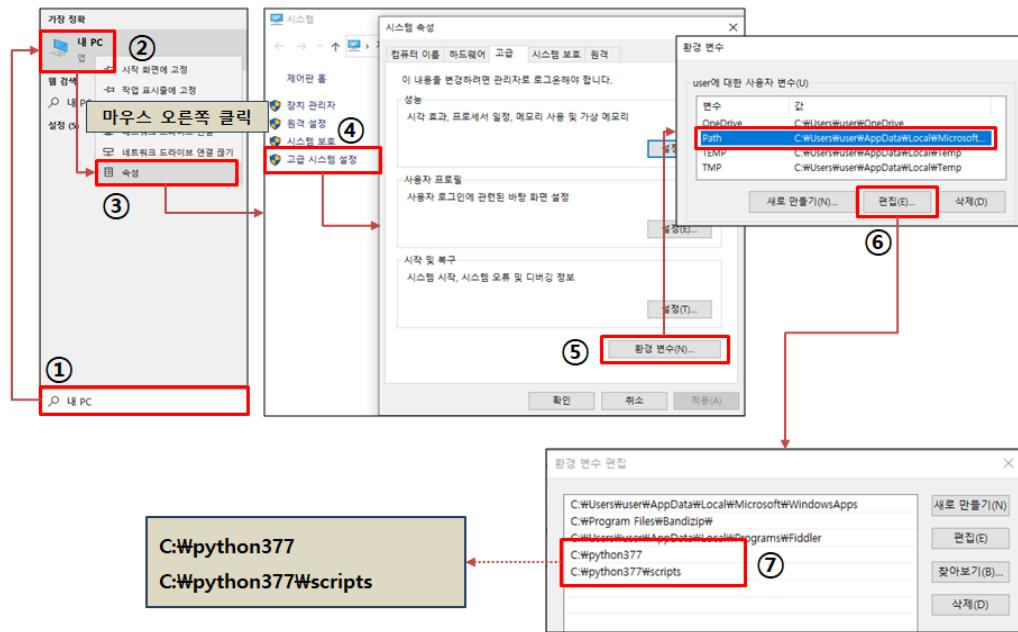 가장 정확
내 PC
앱
②
시작 화면에 고정
작업 표시줄에 고정
웹 검색
내 PC
마우스 오른쪽 클릭
설정
네트워크 드라이브 연결 끊기
속성
③
①
내 PC
시스템
제어판 홈
장치 관리자
원격 설정
④
시스템 보호
고급 시스템 설정
시스템 속성
컴퓨터 이름 하드웨어 고급 시스템 보호 원격
이 내용을 변경하려면 관리자로 로그온해야 합니다.
성능
시각 효과, 프로세서 일정, 메모리 사용 및 가상 메모리
사용자 프로필
사용자 로그인에 관련된 바탕 화면 설정
설정(E)...
시작 및 복구
시스템 시작, 시스템 오류 및 디버깅 정보
설정(T)...
⑤
환경 변수(N)...
확인 취소 적용(A)
환경 변수
user에 대한 사용자 변수(U)
변수 값
OneDrive C:₩Users₩user₩OneDrive
Path C:₩Users₩user₩AppData₩Local₩Microsoft...
TEMP C:₩Users₩user₩AppData₩Local₩Temp
TMP C:₩Users₩user₩AppData₩Local₩Temp
새로 만들기(N)... 편집(E)... 삭제(D)
⑥
환경 변수 편집
C:₩Users₩user₩AppData₩Local₩Microsoft₩WindowsApps
C:₩Program Files₩Bandizip₩
C:₩Users₩user₩AppData₩Local₩Programs₩Fiddler
C:₩python377
C:₩python377₩scripts
⑦
새로 만들기(N)
편집(E)
찾아보기(B)...
삭제(D)
C:₩python377
C:₩python377₩scripts